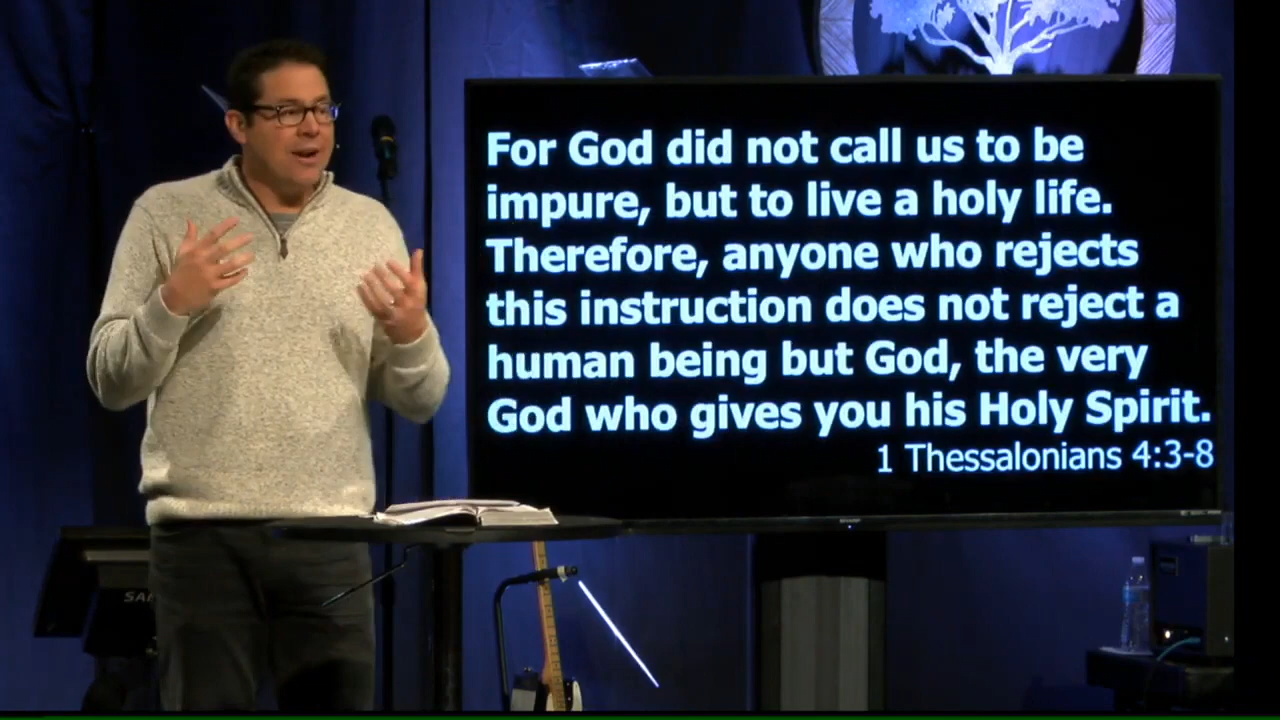 For God did not call us to be
impure, but to live a holy life.
Therefore, anyone who rejects
this instruction does not reject a
human being but God, the very
God who gives you his Holy Spirit.
1 Thessalonians 4:3-8
SHARP